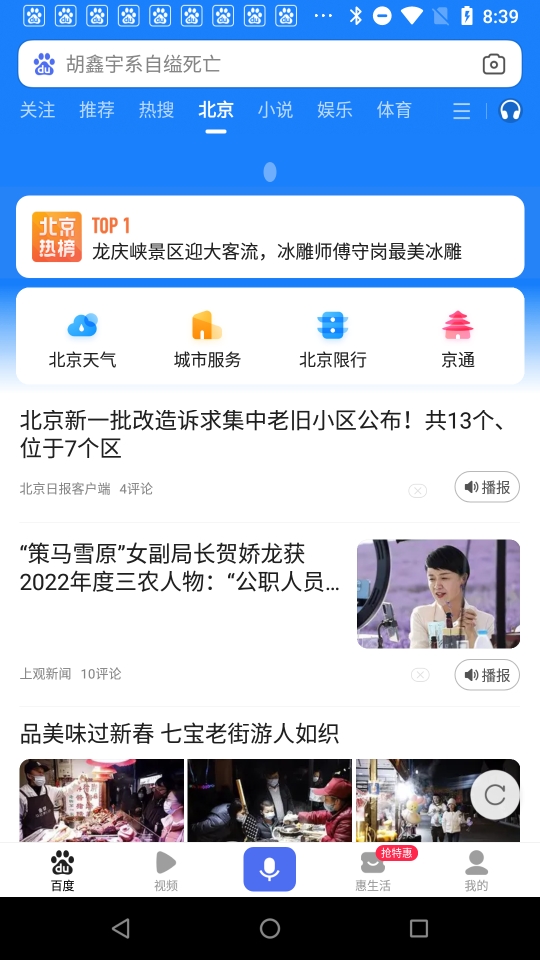 8:39
du 胡鑫宇系自缢死亡
关注 推荐 热搜 北京 小说 娱乐 体育
北京热榜
TOP 1
龙庆峡景区迎大客流，冰雕师傅守岗最美冰雕
北京天气 城市服务 北京限行 京通
北京新一批改造诉求集中老旧小区公布！共13个、
位于7个区
北京日报客户端 4评论 播报
“策马雪原”女副局长贺娇龙获
2022年度三农人物：“公职人员...
上观新闻 10评论 播报
品美味过新春 七宝老街游人如织
抢特惠
du
百度 视频 惠生活 我的